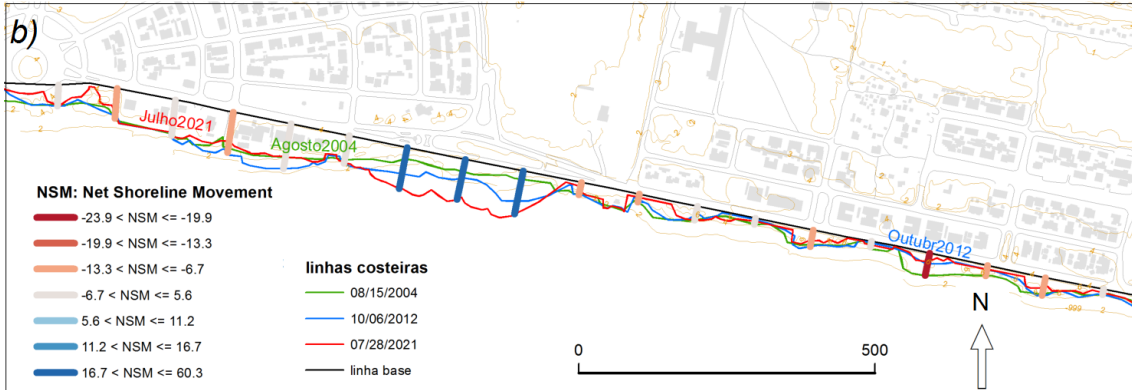 b)
Julho2021
Agosto2004
Outubr2012
NSM: Net Shoreline Movement
-23.9 < NSM <= -19.9
-19.9 < NSM <= -13.3
-13.3 < NSM <= -6.7
-6.7 < NSM <= 5.6
5.6 < NSM <= 11.2
11.2 < NSM <= 16.7
16.7 < NSM <= 60.3
linhas costeiras
08/15/2004
10/06/2012
07/28/2021
linha base
0 500
N
-999